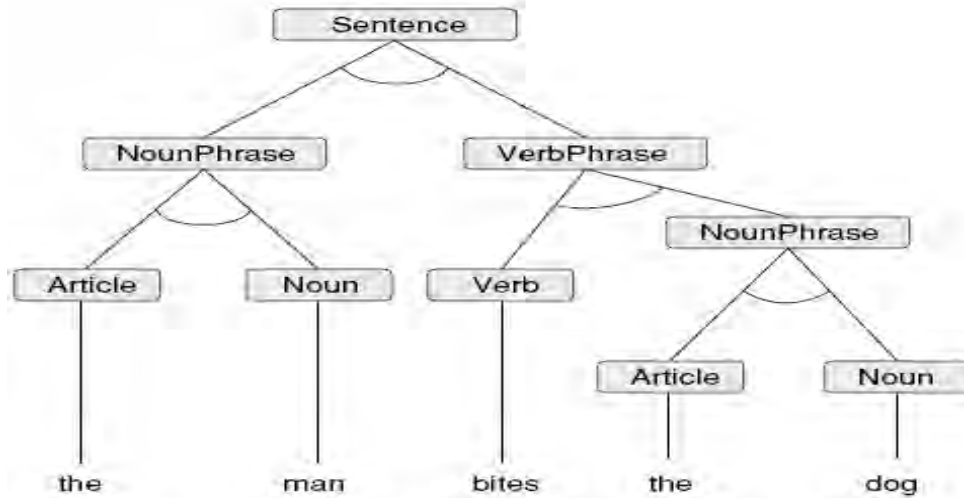 Sentence
NounPhrase VerbPhrase
NounPhrase
Article Noun Verb
Article Noun
the man bites the dog